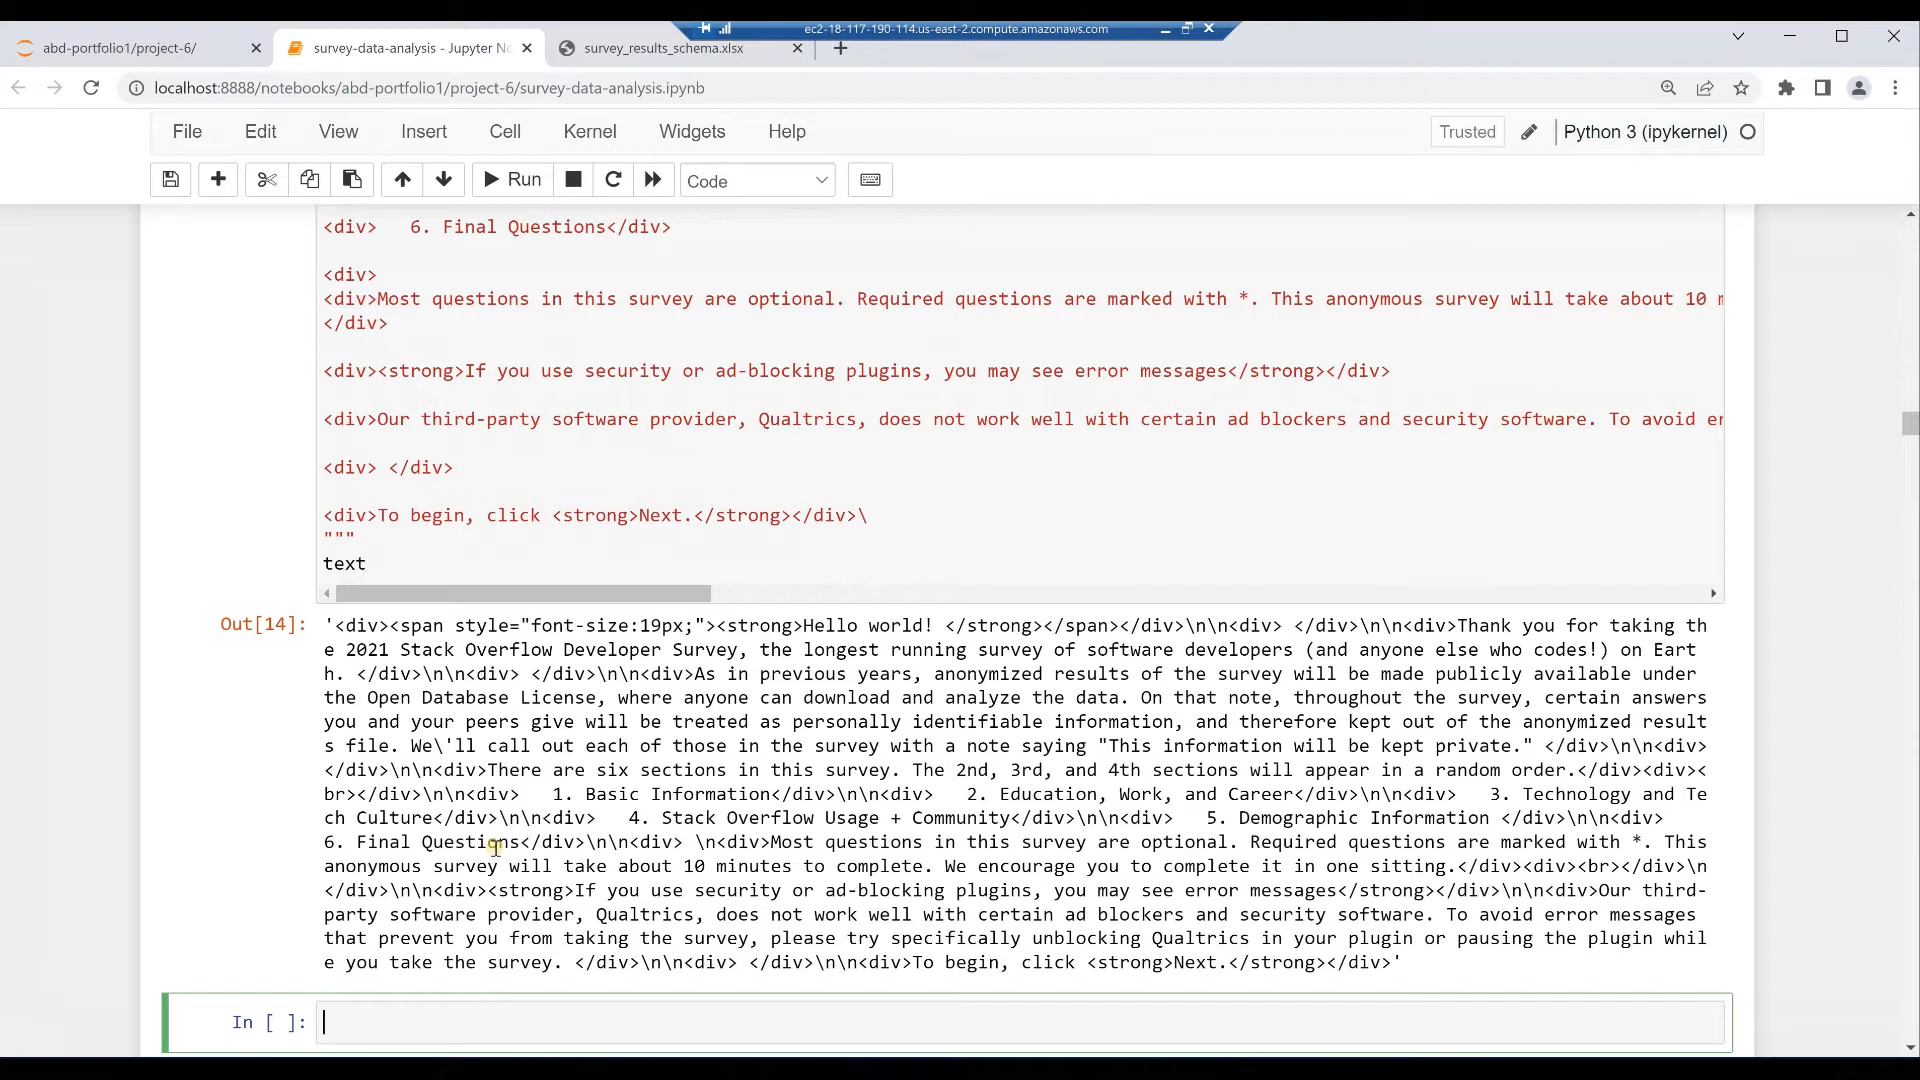 ec2-18-117-190-114.us-east-2.compute.amazonaws.com
abd-portfolio1/project-6/
survey-data-analysis - Jupyter No
survey_results_schema.xlsx
localhost:8888/notebooks/abd-portfolio1/project-6/survey-data-analysis.ipynb
File Edit View Insert Cell Kernel Widgets Help Trusted Python 3 (ipykernel)
Run Code
<div>   6. Final Questions</div>
<div>
<div>Most questions in this survey are optional. Required questions are marked with *. This anonymous survey will take about 10 m
</div>
<div><strong>If you use security or ad-blocking plugins, you may see error messages</strong></div>
<div>Our third-party software provider, Qualtrics, does not work well with certain ad blockers and security software. To avoid er
<div> </div>
<div>To begin, click <strong>Next.</strong></div>\
"""
text
Out[14]: '<div><span style="font-size:19px;"><strong>Hello world! </strong></span></div>\n\n<div> </div>\n\n<div>Thank you for taking th
e 2021 Stack Overflow Developer Survey, the longest running survey of software developers (and anyone else who codes!) on Eart
h. </div>\n\n<div> </div>\n\n<div>As in previous years, anonymized results of the survey will be made publicly available under
the Open Database License, where anyone can download and analyze the data. On that note, throughout the survey, certain answers
you and your peers give will be treated as personally identifiable information, and therefore kept out of the anonymized result
s file. We\'ll call out each of those in the survey with a note saying "This information will be kept private." </div>\n\n<div>
</div>\n\n<div>There are six sections in this survey. The 2nd, 3rd, and 4th sections will appear in a random order.</div><div><
br></div>\n\n<div>   1. Basic Information</div>\n\n<div>   2. Education, Work, and Career</div>\n\n<div>   3. Technology and Te
ch Culture</div>\n\n<div>   4. Stack Overflow Usage + Community</div>\n\n<div>   5. Demographic Information </div>\n\n<div>
6. Final Questions</div>\n\n<div> \n<div>Most questions in this survey are optional. Required questions are marked with *. This
anonymous survey will take about 10 minutes to complete. We encourage you to complete it in one sitting.</div><div><br></div>\n
</div>\n\n<div><strong>If you use security or ad-blocking plugins, you may see error messages</strong></div>\n\n<div>Our third-
party software provider, Qualtrics, does not work well with certain ad blockers and security software. To avoid error messages
that prevent you from taking the survey, please try specifically unblocking Qualtrics in your plugin or pausing the plugin whil
e you take the survey. </div>\n\n<div> </div>\n\n<div>To begin, click <strong>Next.</strong></div>'
In [ ]: